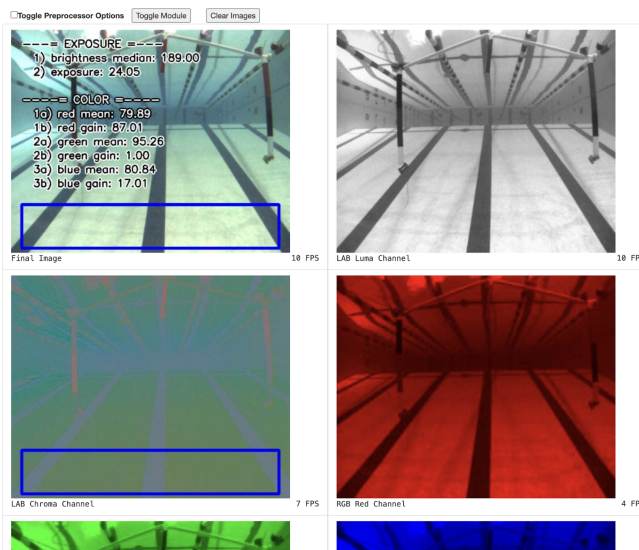 Toggle Preprocessor Options Toggle Module Clear Images
---= EXPOSURE =---
1) brightness median: 189.00
2) exposure: 24.05
----= COLOR =----
1a) red mean: 79.89
1b) red gain: 87.01
2a) green mean: 95.26
2b) green gain: 1.00
3a) blue mean: 80.84
3b) blue gain: 17.01
Final Image 10 FPS
LAB Luma Channel 10 FP
LAB Chroma Channel 7 FPS
RGB Red Channel 4 FP